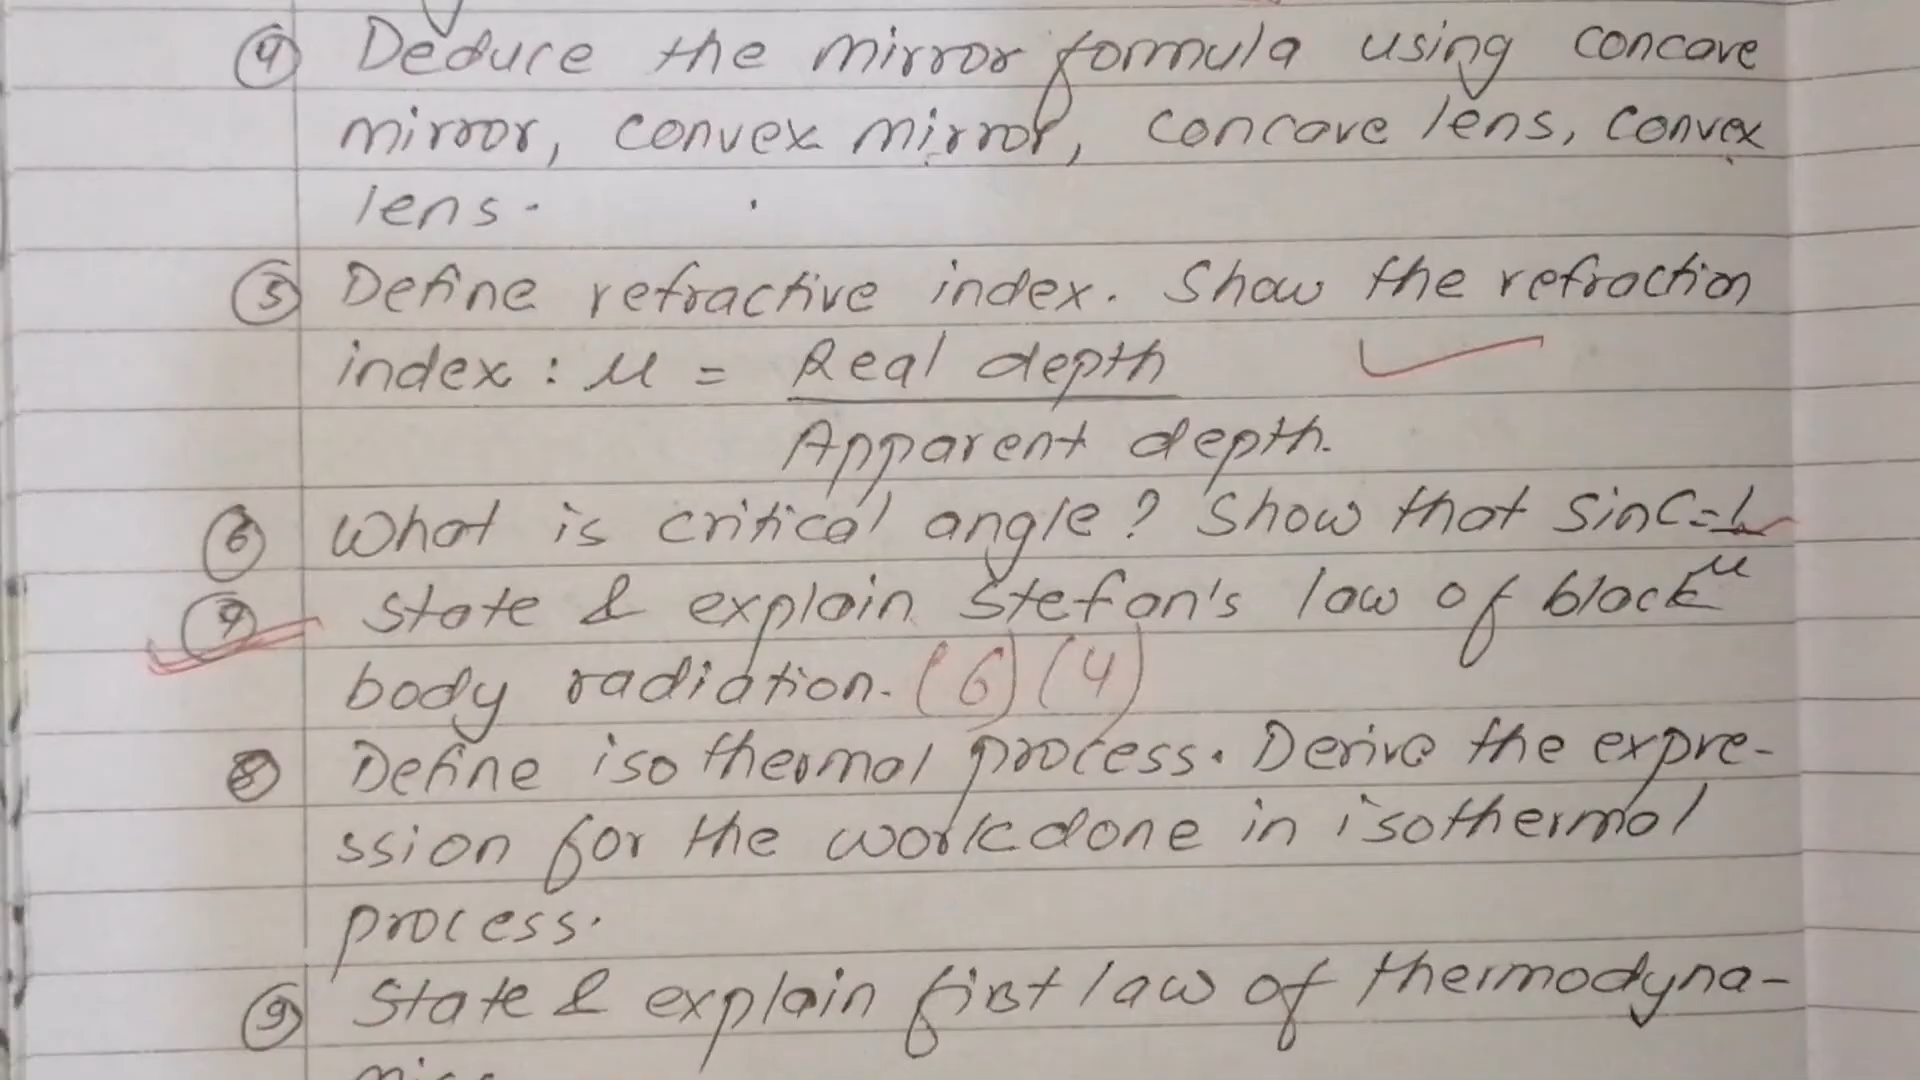 ④ Deduce the mirror formula using concave
mirror, convex mirror, concave lens, convex
lens.
⑤ Define refractive index. Show the refraction
index : μ = Real depth
Apparent depth.
⑥ What is critical angle? Show that SinC=1
μ
⑦ State & explain Stefan's law of black
body radiation. (6) (4)
⑧ Define isothermal process. Derive the expre-
ssion for the workdone in isothermal
process.
⑨ State & explain first law of thermodyna-